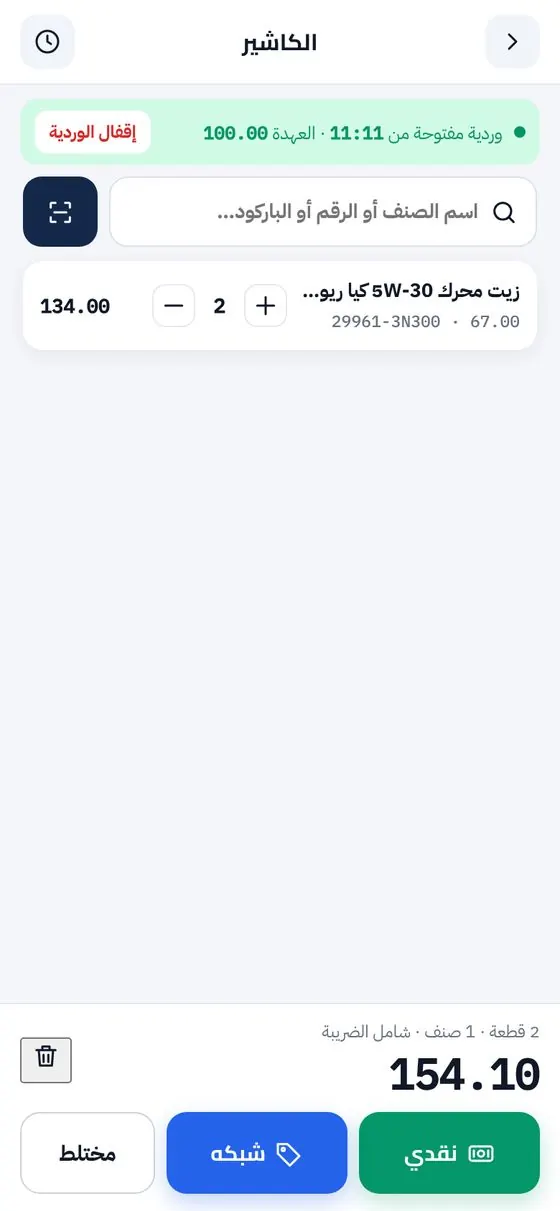 الكاشير
وردية مفتوحة من 11:11 · العهدة 100.00
إقفال الوردية
اسم الصنف أو الرقم أو الباركود...
زيت محرك 5W-30 كيا ريو...
29961-3N300 · 67.00
2
134.00
2 قطعة · 1 صنف · شامل الضريبة
154.10
نقدي
شبكه
مختلط